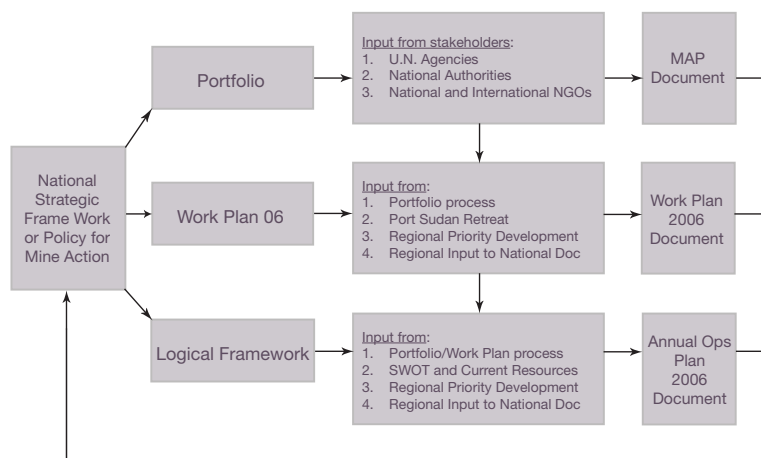 National
Strategic
Frame Work
or Policy for
Mine Action
Portfolio
Input from stakeholders:
1. U.N. Agencies
2. National Authorities
3. National and International NGOs
MAP
Document
Work Plan 06
Input from:
1. Portfolio process
2. Port Sudan Retreat
3. Regional Priority Development
4. Regional Input to National Doc
Work Plan
2006
Document
Logical Framework
Input from:
1. Portfolio/Work Plan process
2. SWOT and Current Resources
3. Regional Priority Development
4. Regional Input to National Doc
Annual Ops
Plan
2006
Document